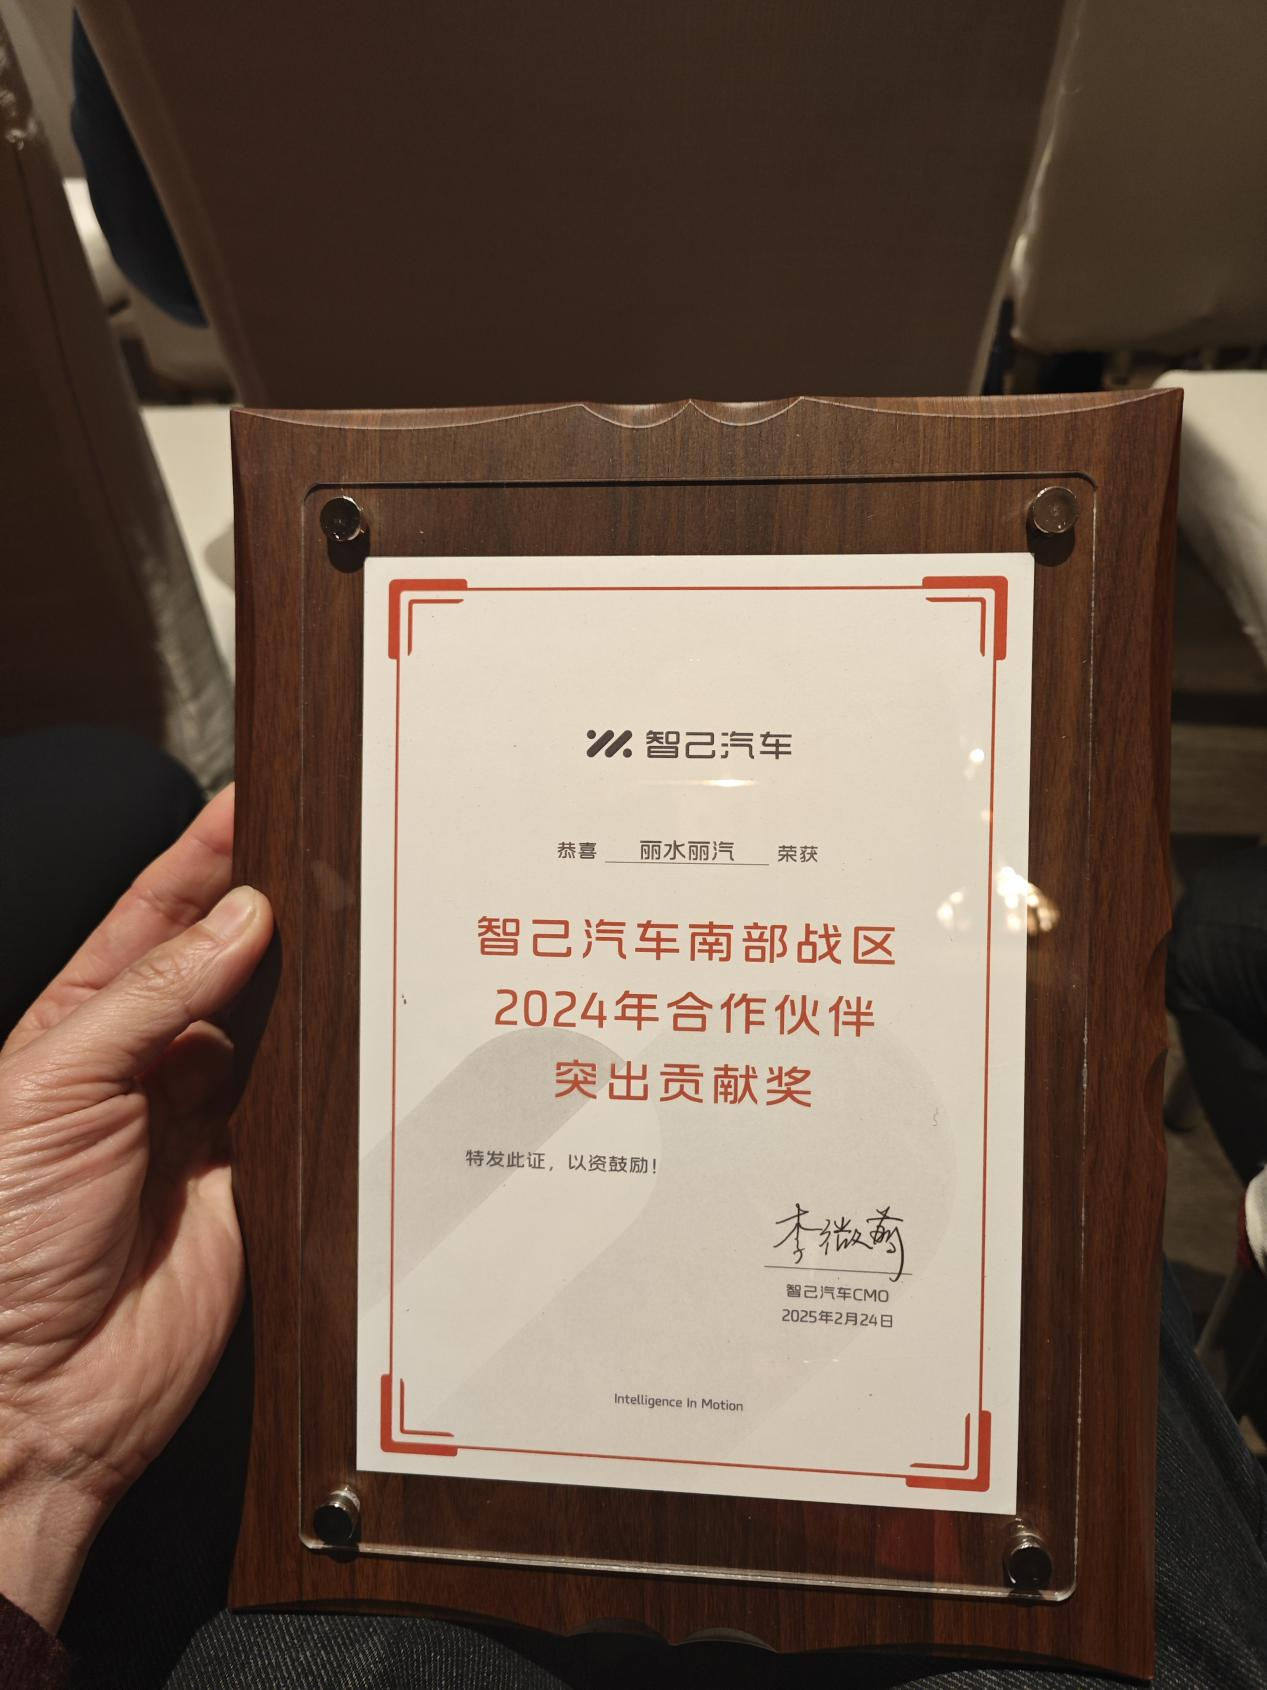 智己汽车
恭喜 丽水丽汽 荣获
智己汽车南部战区
2024年合作伙伴
突出贡献奖
特发此证，以资鼓励！
李微萌
智己汽车CMO
2025年2月24日
Intelligence In Motion